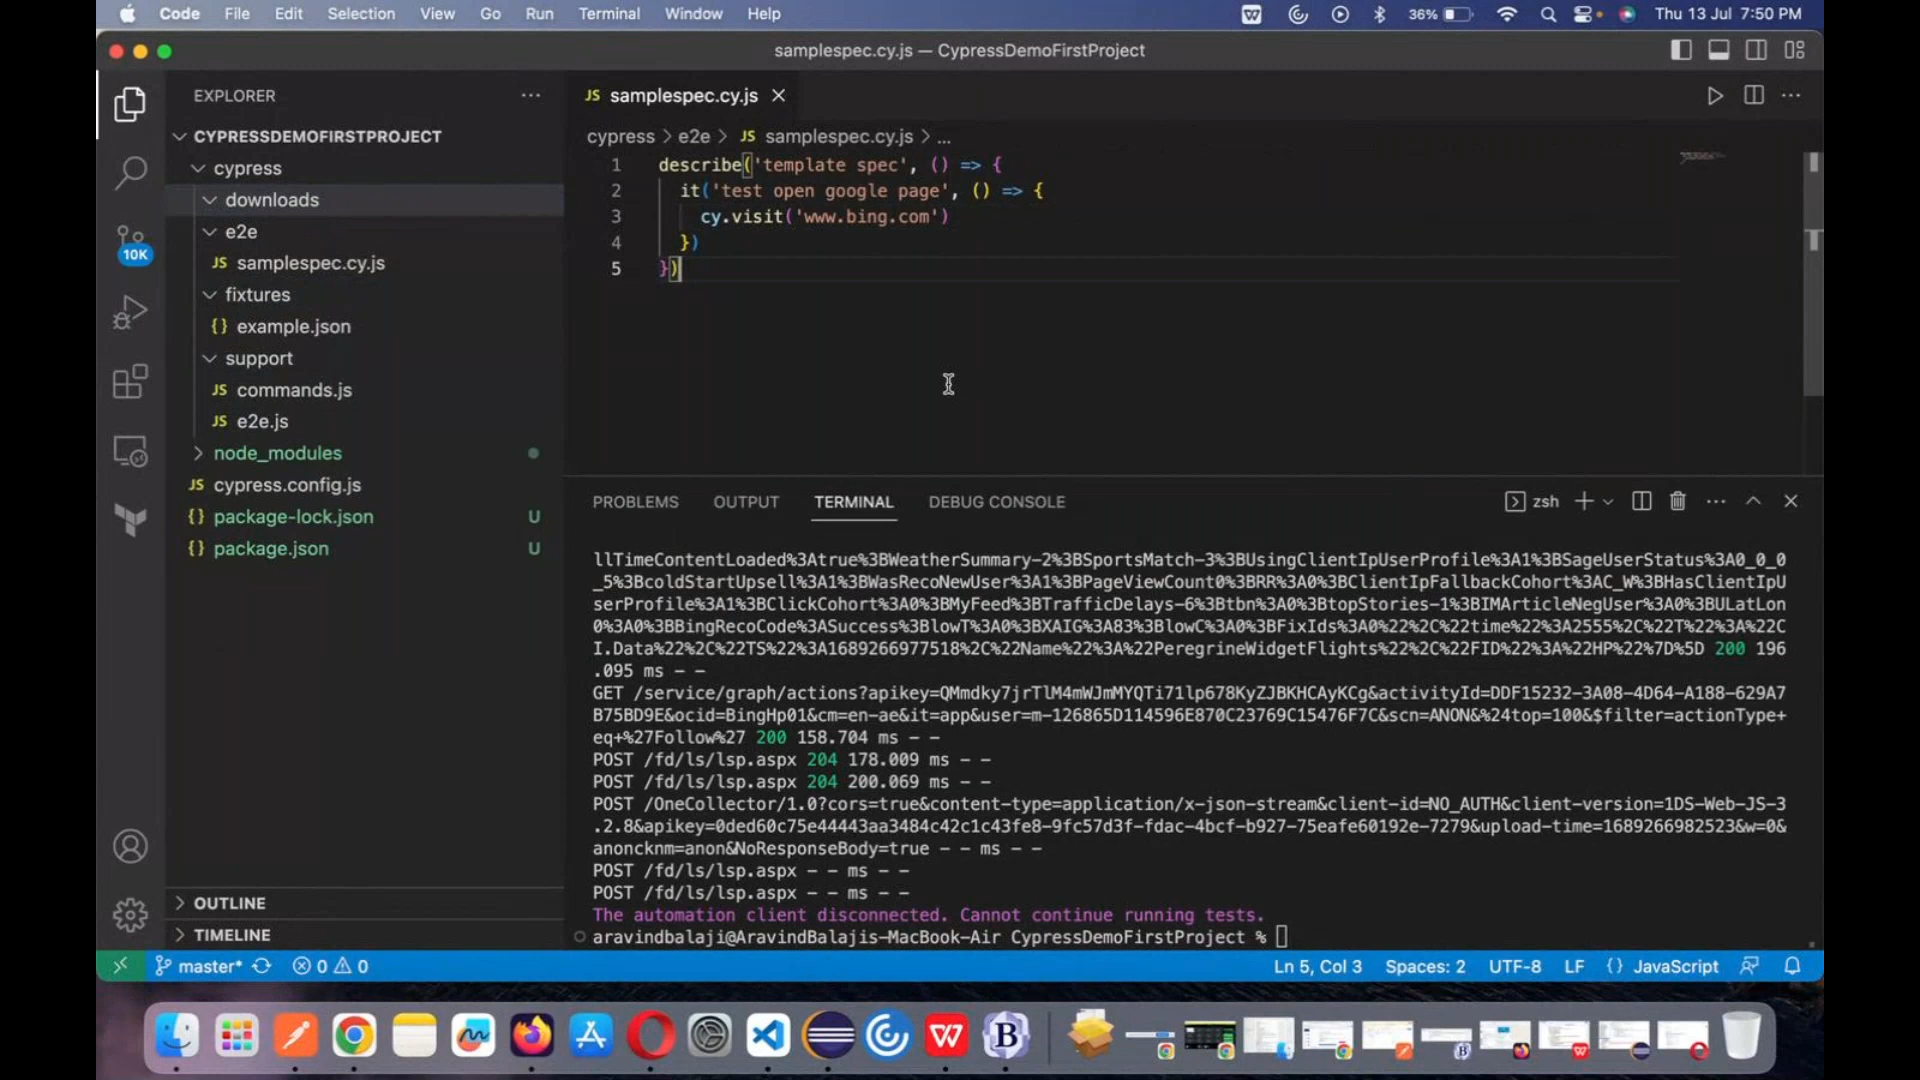 Code File Edit Selection View Go Run Terminal Window Help 36% Thu 13 Jul 7:50 PM
samplespec.cy.js — CypressDemoFirstProject
EXPLORER
CYPRESSDEMOFIRSTPROJECT
cypress
downloads
e2e
JS samplespec.cy.js
fixtures
{} example.json
support
JS commands.js
JS e2e.js
node_modules
JS cypress.config.js
{} package-lock.json U
{} package.json U
OUTLINE
TIMELINE
10K
JS samplespec.cy.js
cypress > e2e > JS samplespec.cy.js > ...
1 describe('template spec', () => {
2 it('test open google page', () => {
3 cy.visit('www.bing.com')
4 })
5 })
PROBLEMS OUTPUT TERMINAL DEBUG CONSOLE zsh
llTimeContentLoaded%3Atrue%3BWeatherSummary-2%3BSportsMatch-3%3BUsingClientIpUserProfile%3A1%3BSageUserStatus%3A0_0_0
_5%3BcoldStartUpsell%3A1%3BWasRecoNewUser%3A1%3BPageViewCount0%3BRR%3A0%3BClientIpFallbackCohort%3AC_W%3BHasClientIpU
serProfile%3A1%3BClickCohort%3A0%3BMyFeed%3BTrafficDelays-6%3Btbn%3A0%3BtopStories-1%3BIMArticleNegUser%3A0%3BULatLon
0%3A0%3BBingRecoCode%3ASuccess%3BlowT%3A0%3BXAIG%3A83%3BlowC%3A0%3BFixIds%3A0%22%2C%22time%22%3A2555%2C%22T%22%3A%22C
I.Data%22%2C%22TS%22%3A1689266977518%2C%22Name%22%3A%22PeregrineWidgetFlights%22%2C%22FID%22%3A%22HP%22%7D%5D 200 196
.095 ms - -
GET /service/graph/actions?apikey=QMmdky7jrTlM4mWJmMYQTi71lp678KyZJBKHCAyKCg&activityId=DDF15232-3A08-4D64-A188-629A7
B75BD9E&ocid=BingHp01&cm=en-ae&it=app&user=m-126865D114596E870C23769C15476F7C&scn=ANON&%24top=100&$filter=actionType+
eq+%27Follow%27 200 158.704 ms - -
POST /fd/ls/lsp.aspx 204 178.009 ms - -
POST /fd/ls/lsp.aspx 204 200.069 ms - -
POST /OneCollector/1.0?cors=true&content-type=application/x-json-stream&client-id=NO_AUTH&client-version=1DS-Web-JS-3
.2.8&apikey=0ded60c75e44443aa3484c42c1c43fe8-9fc57d3f-fdac-4bcf-b927-75eafe60192e-7279&upload-time=1689266982523&w=0&
anoncknm=anon&NoResponseBody=true - - ms - -
POST /fd/ls/lsp.aspx - - ms - -
POST /fd/ls/lsp.aspx - - ms - -
The automation client disconnected. Cannot continue running tests.
aravindbalaji@AravindBalajis-MacBook-Air CypressDemoFirstProject %
master* 0 0 Ln 5, Col 3 Spaces: 2 UTF-8 LF {} JavaScript